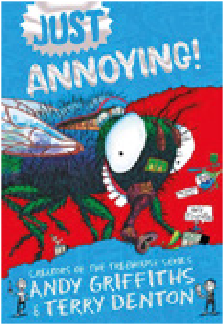 JUST
ANNOYING!
CREATORS OF THE TREEHOUSE SERIES
ANDY GRIFFITHS
& TERRY DENTON